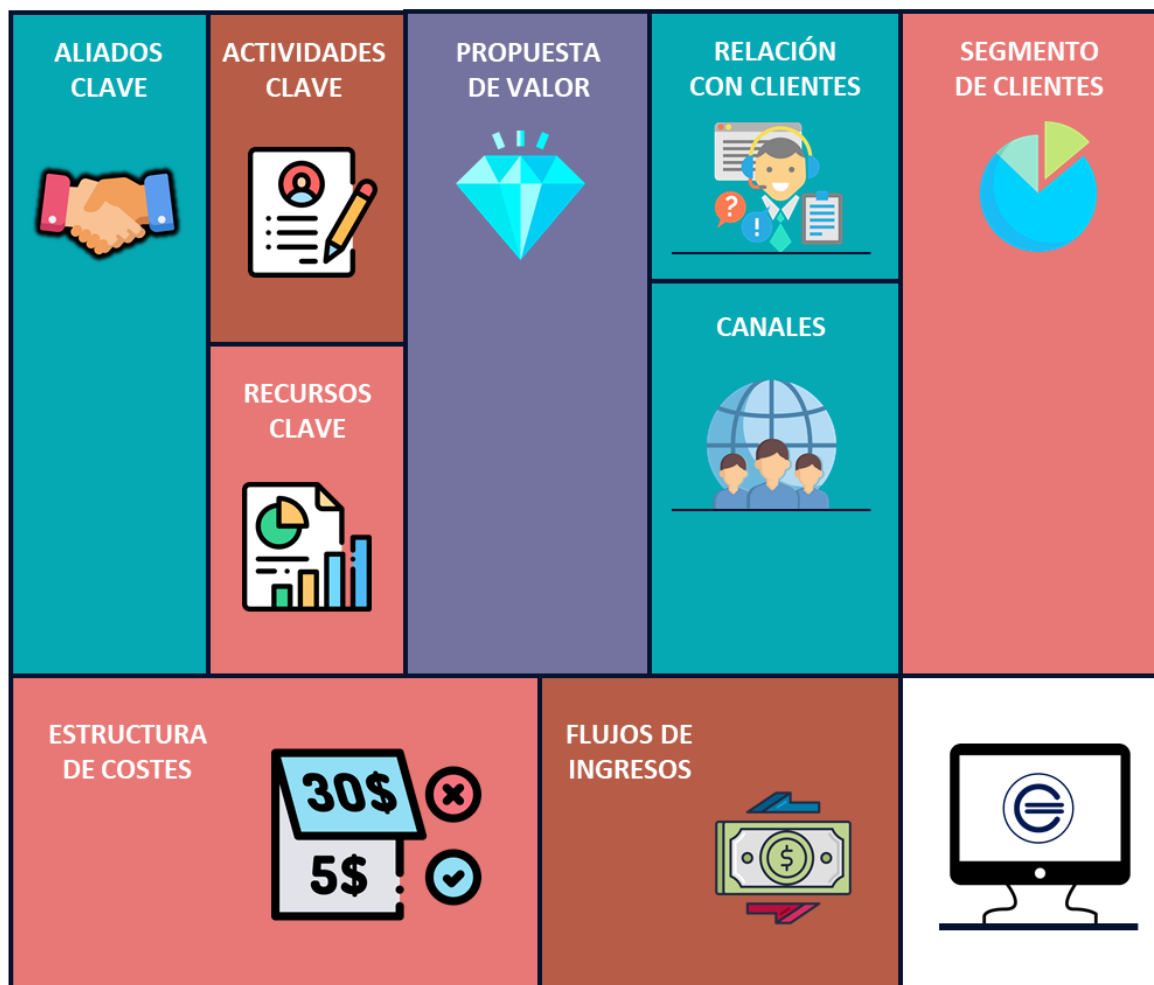 ALIADOS
CLAVE
ACTIVIDADES
CLAVE
RECURSOS
CLAVE
PROPUESTA
DE VALOR
RELACIÓN
CON CLIENTES
?
!
CANALES
SEGMENTO
DE CLIENTES
ESTRUCTURA
DE COSTES
30$
5$
FLUJOS DE
INGRESOS
$